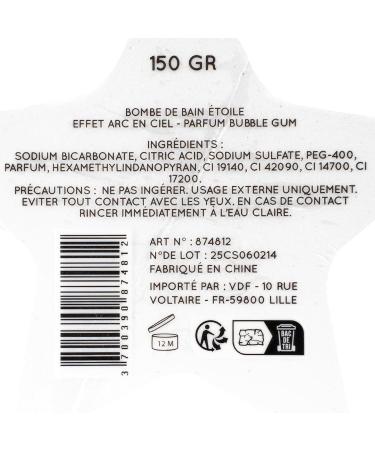 150 GR
BOMBE DE BAIN ÉTOILE
EFFET ARC EN CIEL - PARFUM BUBBLE GUM
INGRÉDIENTS :
SODIUM BICARBONATE, CITRIC ACID, SODIUM SULFATE, PEG-400,
PARFUM, HEXAMETHYLINDANOPYRAN, CI 19140, CI 42090, CI 14700, CI
17200.
PRÉCAUTIONS : NE PAS INGÉRER. USAGE EXTERNE UNIQUEMENT.
EVITER TOUT CONTACT AVEC LES YEUX. EN CAS DE CONTACT
RINCER IMMÉDIATEMENT À L'EAU CLAIRE.
ART N° : 874812
N°DE LOT : 25CS060214
FABRIQUÉ EN CHINE
IMPORTÉ PAR : VDF - 10 RUE
VOLTAIRE - FR-59800 LILLE
3 700390 874812
12 M
BAC
DE
TRI